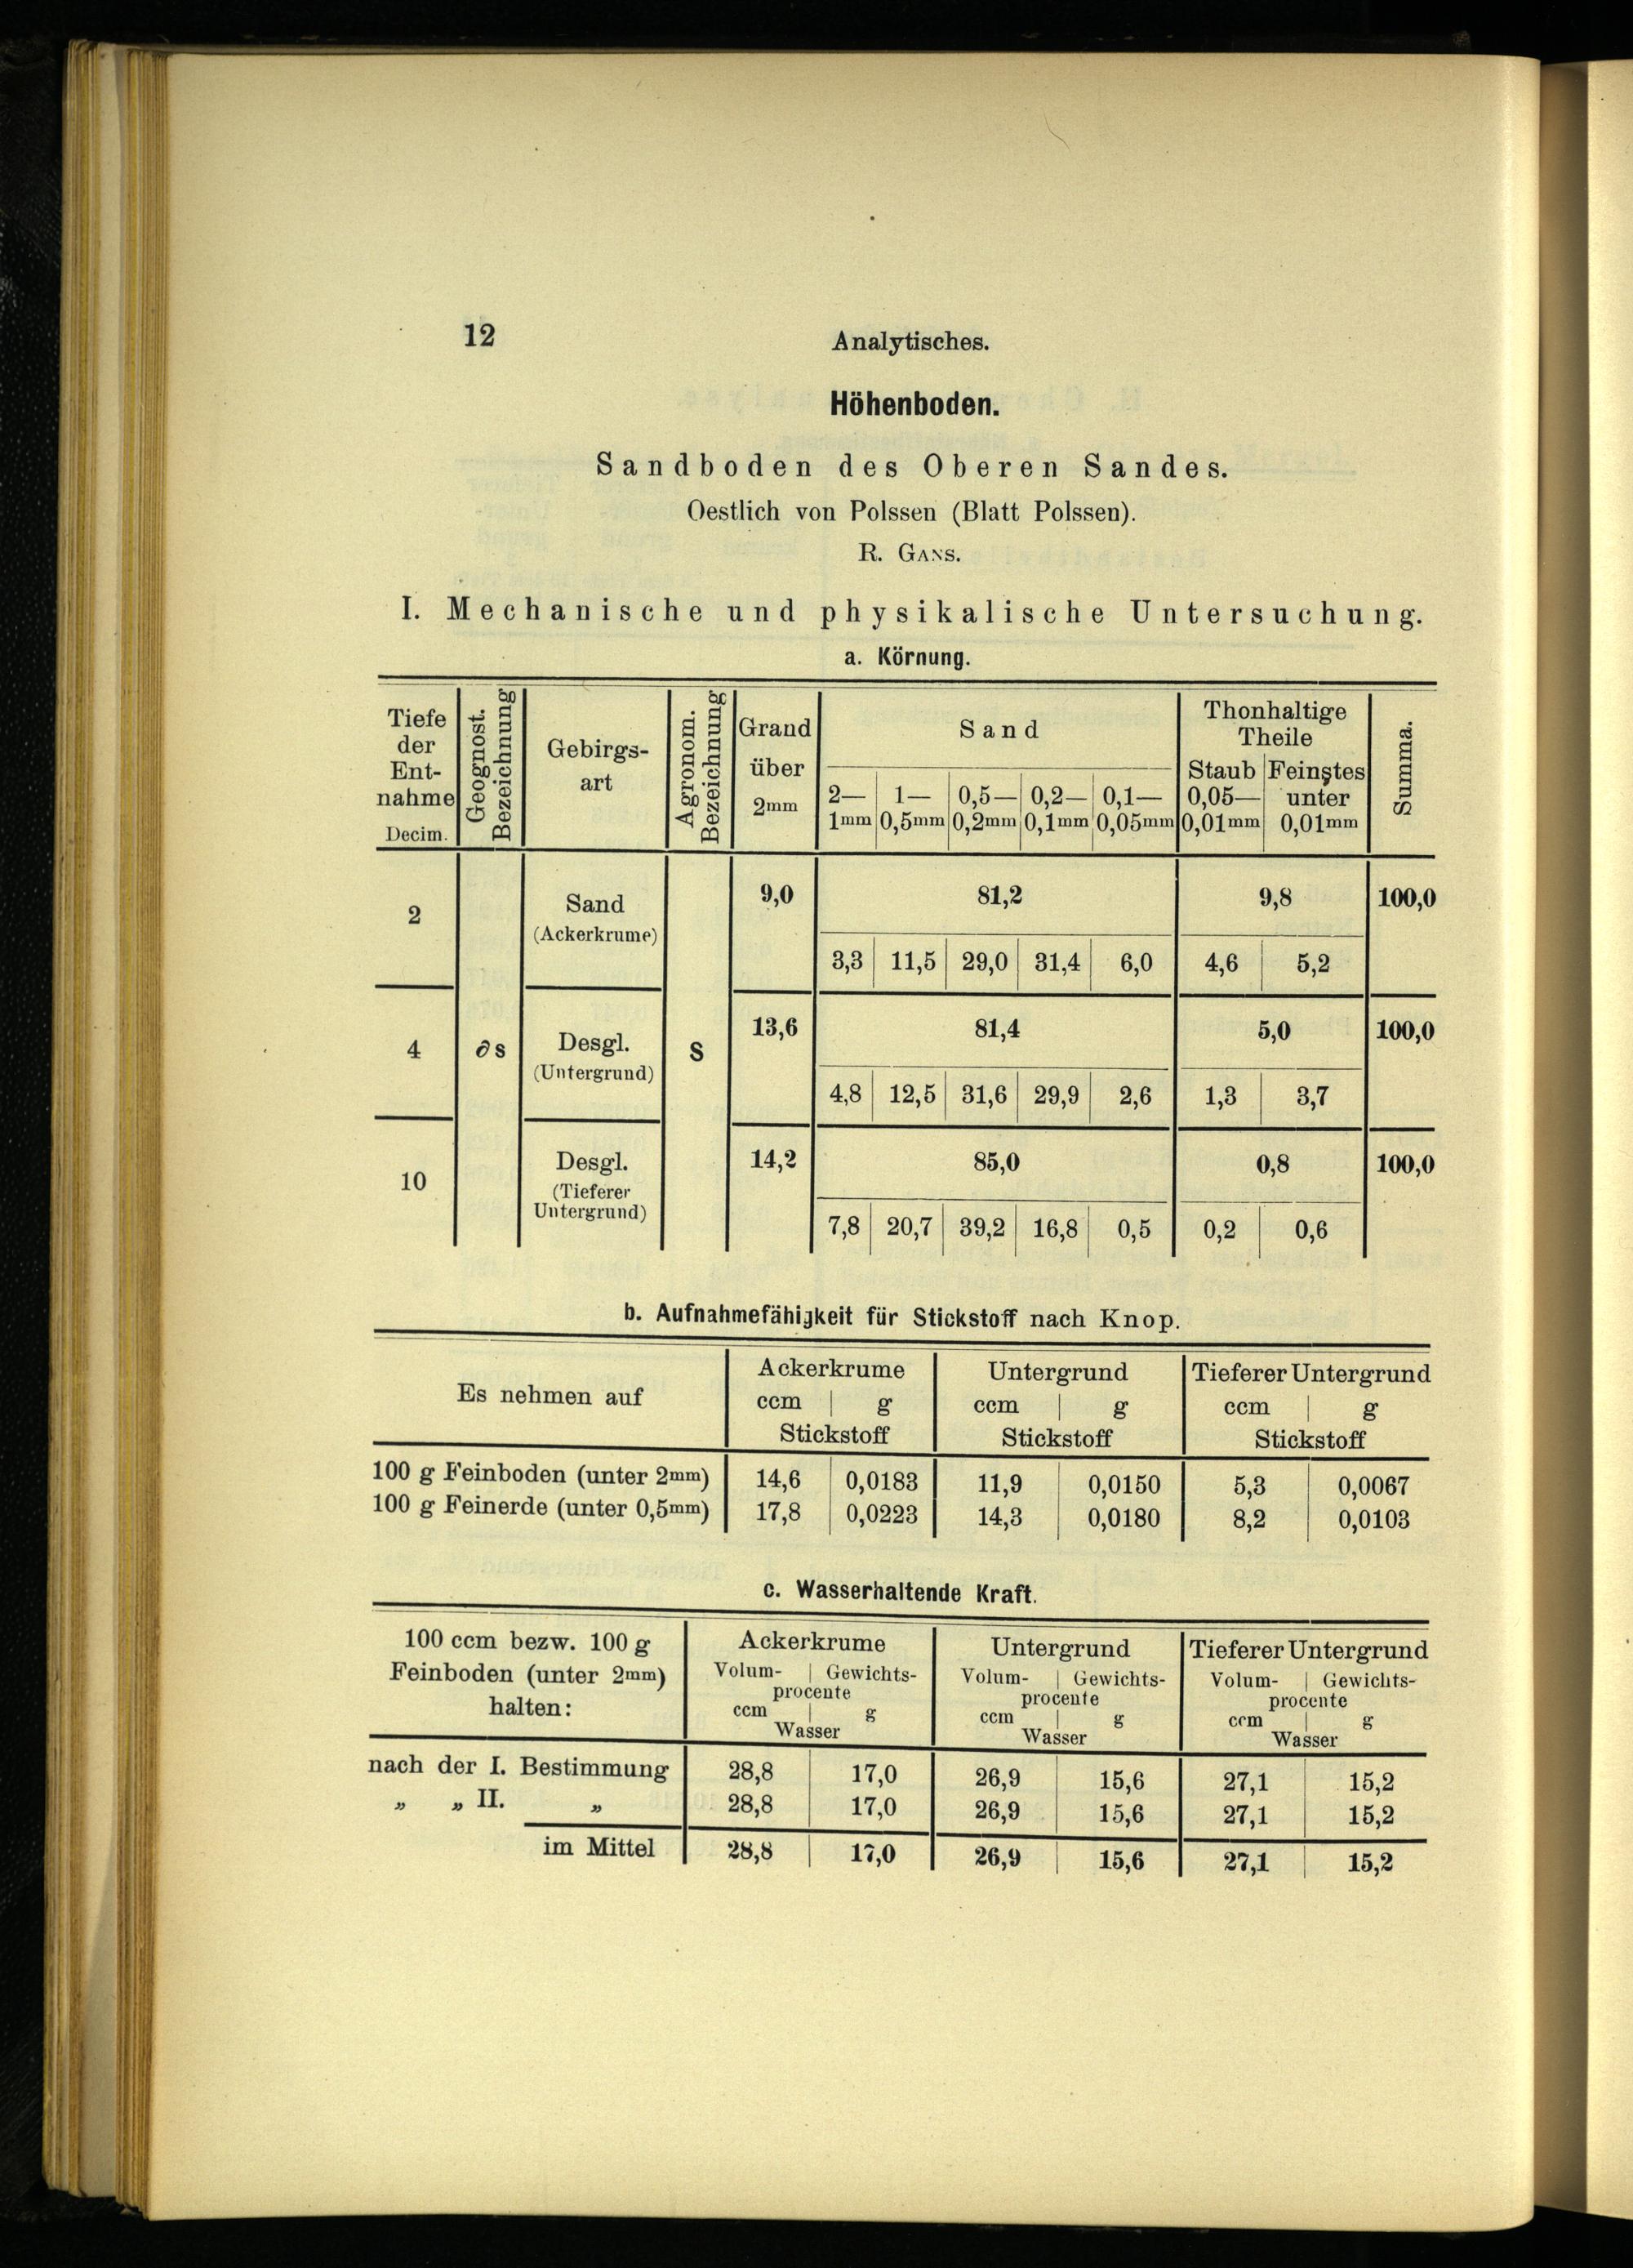 12
Analytisches.
Höhenboden.
Sandboden des Oberen Sandes.
Oestlich von Polssen (Blatt Polssen).
R. Gans.
I. Mechanische und physikalische Untersuchung.
a. Körnung.
Tiefe der Ent-nahme Decim. | Geognost. Bezeichnung | Gebirgs-art | Agronom. Bezeichnung | Grand über 2mm | Sand | Thonhaltige Theile | Summa.
2—1mm | 1—0,5mm | 0,5—0,2mm | 0,2—0,1mm | 0,1—0,05mm | Staub 0,05—0,01mm | Feinstes unter 0,01mm
2 | Sand (Ackerkrume) | 9,0 | 81,2 | 9,8 | 100,0
3,3 | 11,5 | 29,0 | 31,4 | 6,0 | 4,6 | 5,2
4 | ∂s | Desgl. (Untergrund) | S | 13,6 | 81,4 | 5,0 | 100,0
4,8 | 12,5 | 31,6 | 29,9 | 2,6 | 1,3 | 3,7
10 | Desgl. (Tieferer Untergrund) | 14,2 | 85,0 | 0,8 | 100,0
7,8 | 20,7 | 39,2 | 16,8 | 0,5 | 0,2 | 0,6
b. Aufnahmefähigkeit für Stickstoff nach Knop.
Es nehmen auf | Ackerkrume | Untergrund | Tieferer Untergrund
ccm | g | ccm | g | ccm | g
Stickstoff | Stickstoff | Stickstoff
100 g Feinboden (unter 2mm) | 14,6 | 0,0183 | 11,9 | 0,0150 | 5,3 | 0,0067
100 g Feinerde (unter 0,5mm) | 17,8 | 0,0223 | 14,3 | 0,0180 | 8,2 | 0,0103
c. Wasserhaltende Kraft.
100 ccm bezw. 100 g | Ackerkrume | Untergrund | Tieferer Untergrund
Feinboden (unter 2mm) | Volum- | Gewichts- | Volum- | Gewichts- | Volum- | Gewichts-
procente | procente | procente
halten: | ccm | g | ccm | g | ccm | g
Wasser | Wasser | Wasser
nach der I. Bestimmung | 28,8 | 17,0 | 26,9 | 15,6 | 27,1 | 15,2
„ „ II. „ | 28,8 | 17,0 | 26,9 | 15,6 | 27,1 | 15,2
im Mittel | 28,8 | 17,0 | 26,9 | 15,6 | 27,1 | 15,2